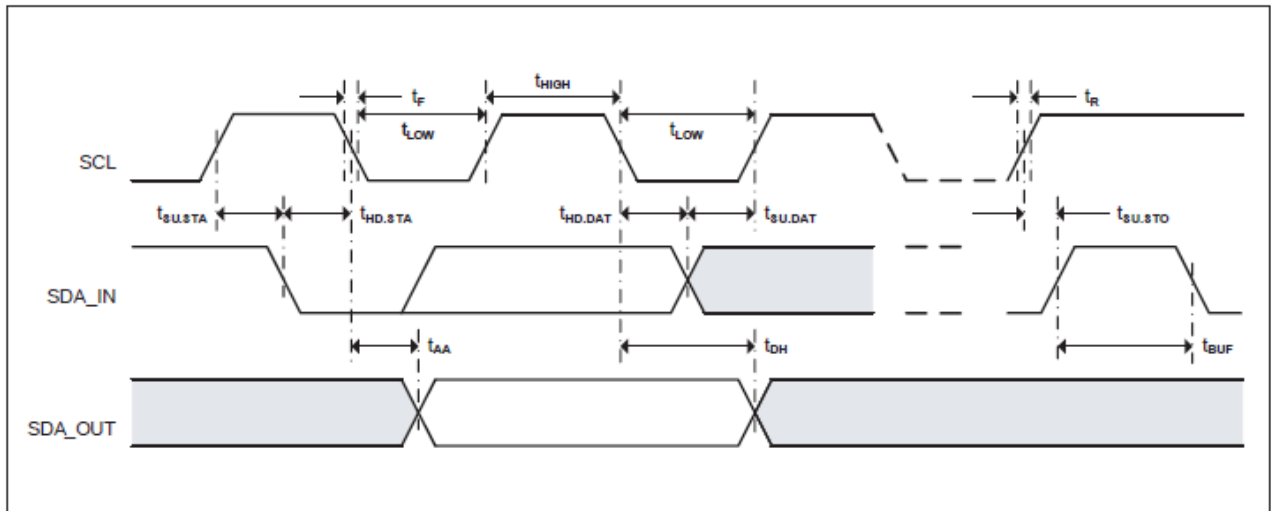 tHIGH
tF
tR
tLOW
tLOW
SCL
tSU.STA
tHD.STA
tHD.DAT
tSU.DAT
tSU.STO
SDA_IN
tAA
tDH
tBUF
SDA_OUT